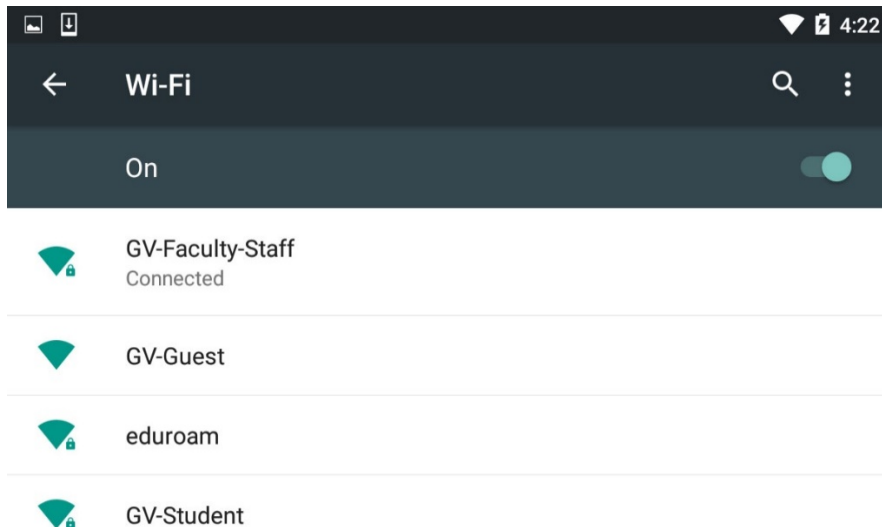 4:22
Wi-Fi
On
GV-Faculty-Staff
Connected
GV-Guest
eduroam
GV-Student